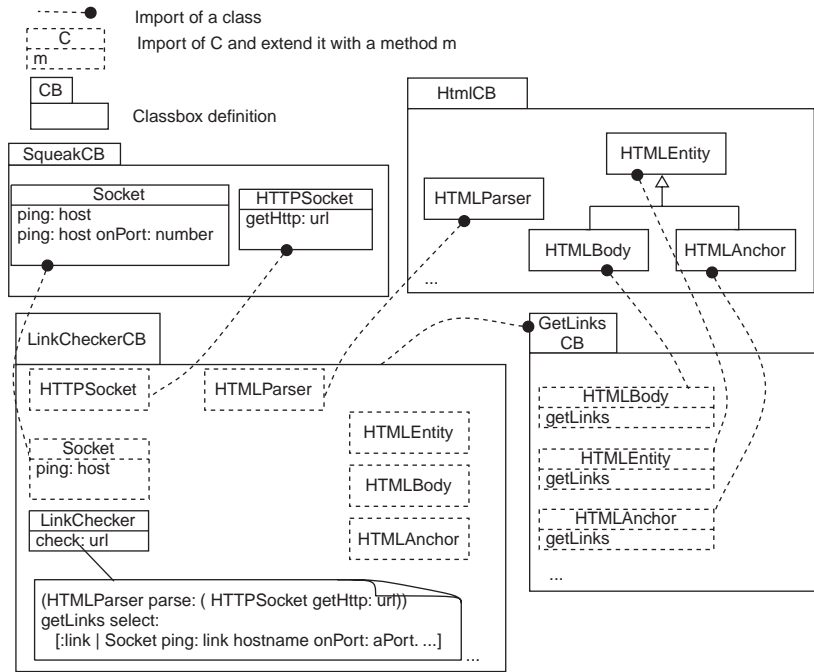 Import of a class
C
m
Import of C and extend it with a method m
CB
Classbox definition
HtmlCB
HTMLEntity
HTMLParser
HTMLBody
HTMLAnchor
...
SqueakCB
Socket
ping: host
ping: host onPort: number
HTTPSocket
getHttp: url
LinkCheckerCB
HTTPSocket
HTMLParser
Socket
ping: host
HTMLEntity
HTMLBody
HTMLAnchor
LinkChecker
check: url
(HTMLParser parse: ( HTTPSocket getHttp: url))
getLinks select:
[:link | Socket ping: link hostname onPort: aPort. ...]
...
GetLinks
CB
HTMLBody
getLinks
HTMLEntity
getLinks
HTMLAnchor
getLinks
...